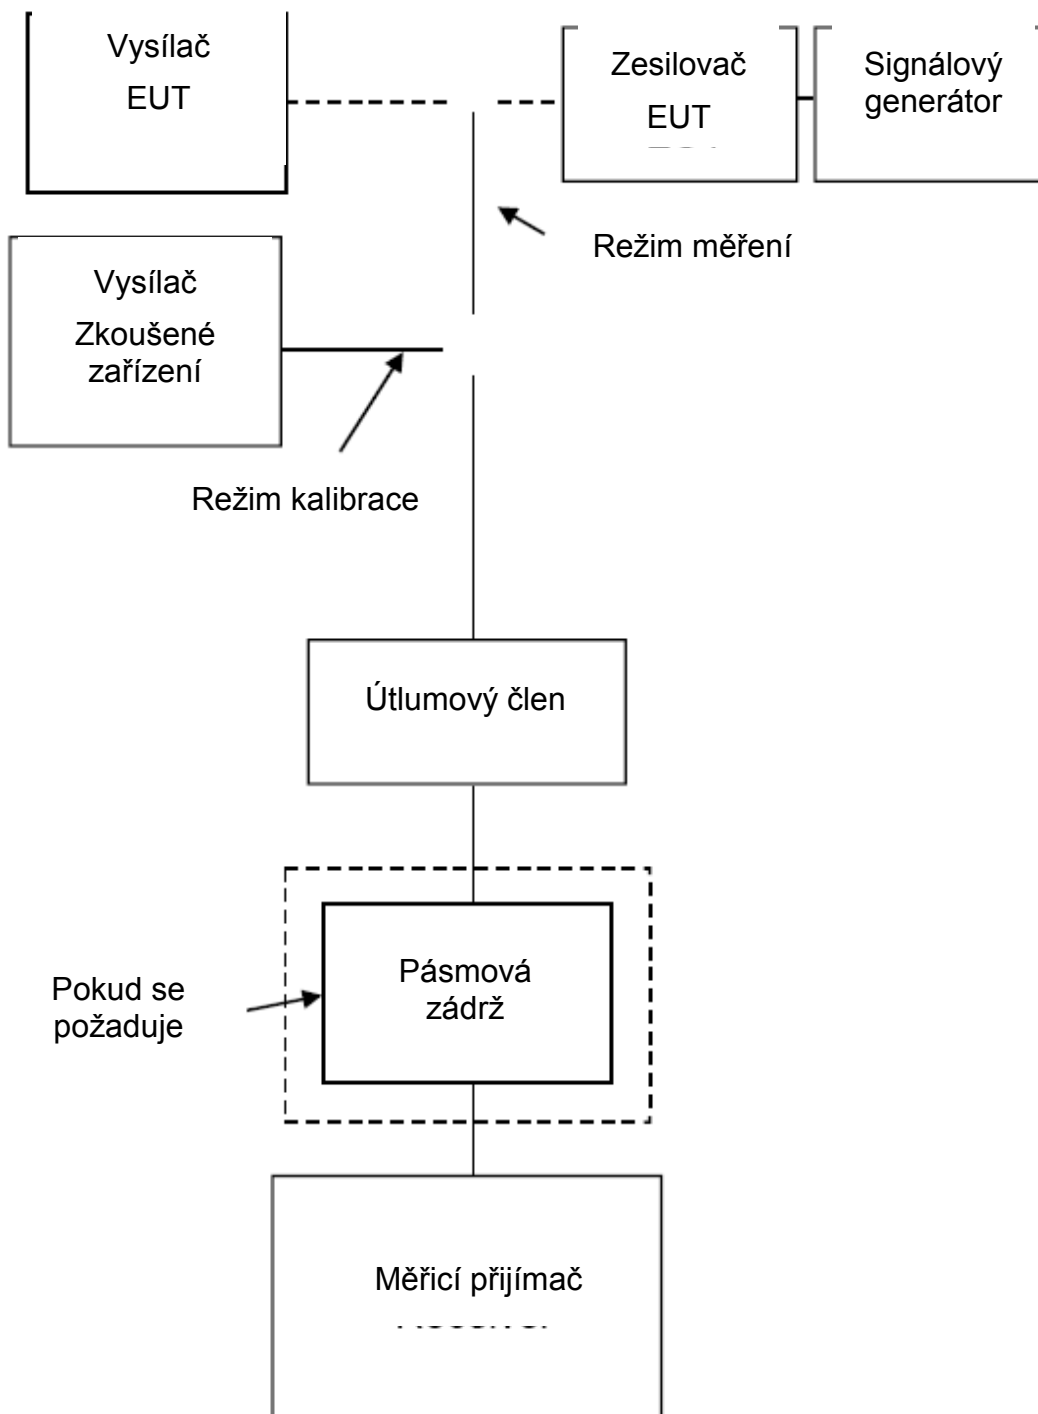 Vysílač
EUT
Zesilovač
EUT
Signálový
generátor
Režim měření
Vysílač
Zkoušené
zařízení
Režim kalibrace
Útlumový člen
Pásmová
zádrž
Pokud se
požaduje
Měřicí přijímač